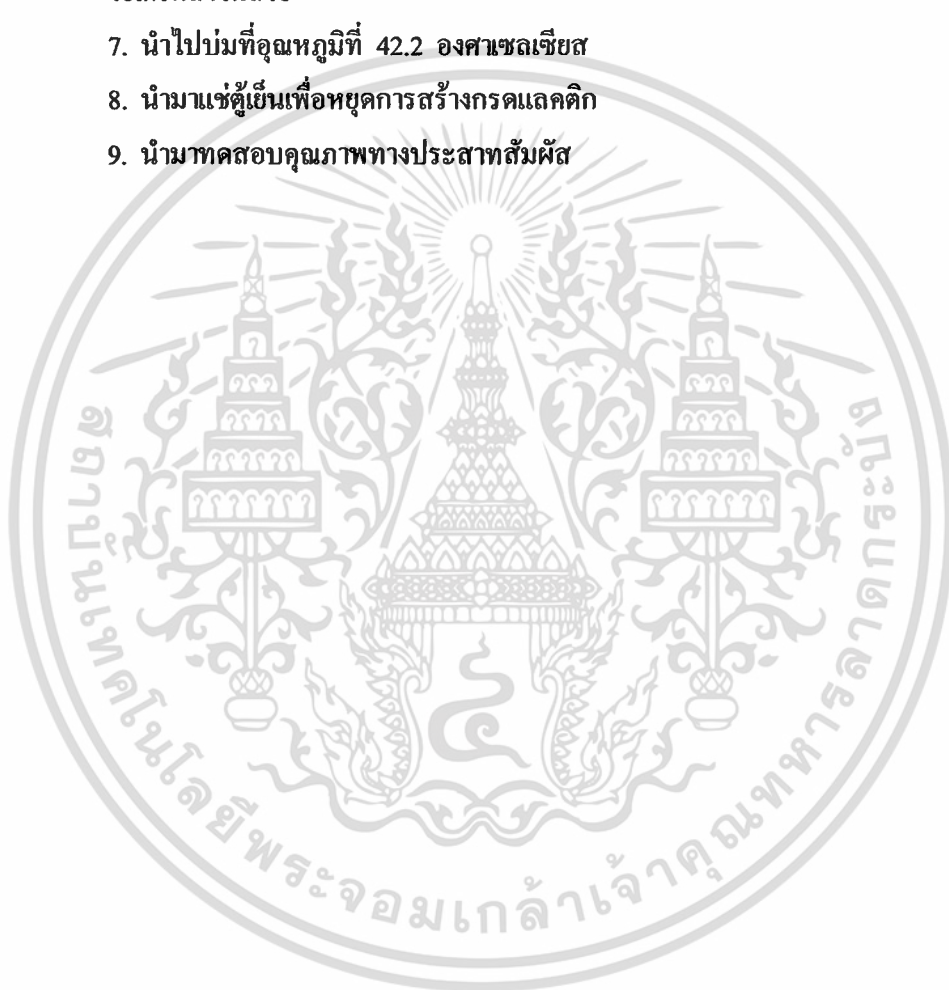 7. นำไปบ่มที่อุณหภูมิที่ 42.2 องศาเซลเซียส
8. นำมาแช่ตู้เย็นเพื่อหยุดการสร้างกรดแลคติก
9. นำมาทดสอบคุณภาพทางประสาทสัมผัส
สถาบันเทคโนโลยีพระจอมเกล้าเจ้าคุณทหารลาดกระบัง
๔